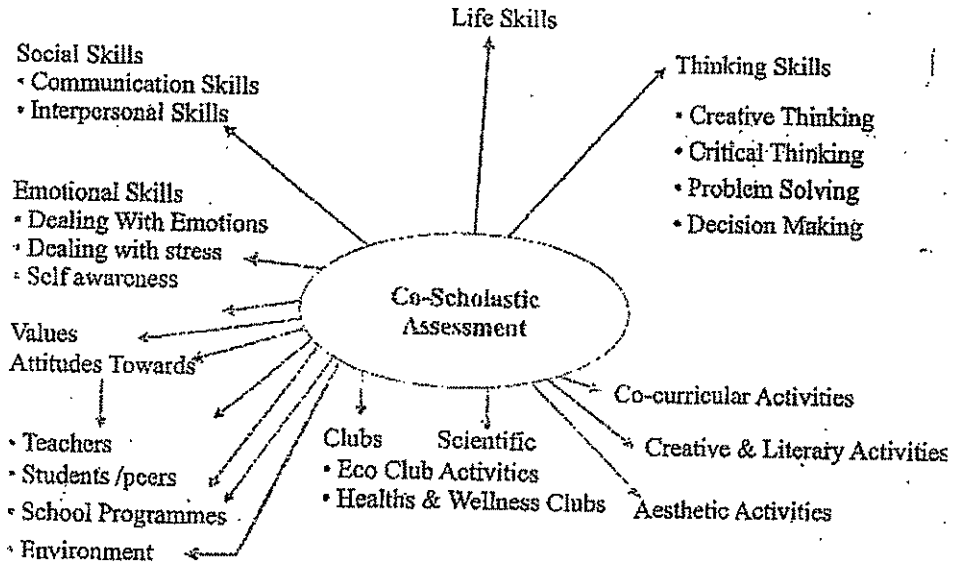 Life Skills
Social Skills
• Communication Skills
• Interpersonal Skills
Thinking Skills
• Creative Thinking
• Critical Thinking
• Problem Solving
• Decision Making
Emotional Skills
• Dealing With Emotions
• Dealing with stress
• Self awareness
Co-Scholastic
Assessment
Values
Attitudes Towards
• Teachers
• Students /peers
• School Programmes
• Environment
Clubs Scientific
• Eco Club Activities
• Healths & Wellness Clubs
Co-curricular Activities
Creative & Literary Activities
Aesthetic Activities